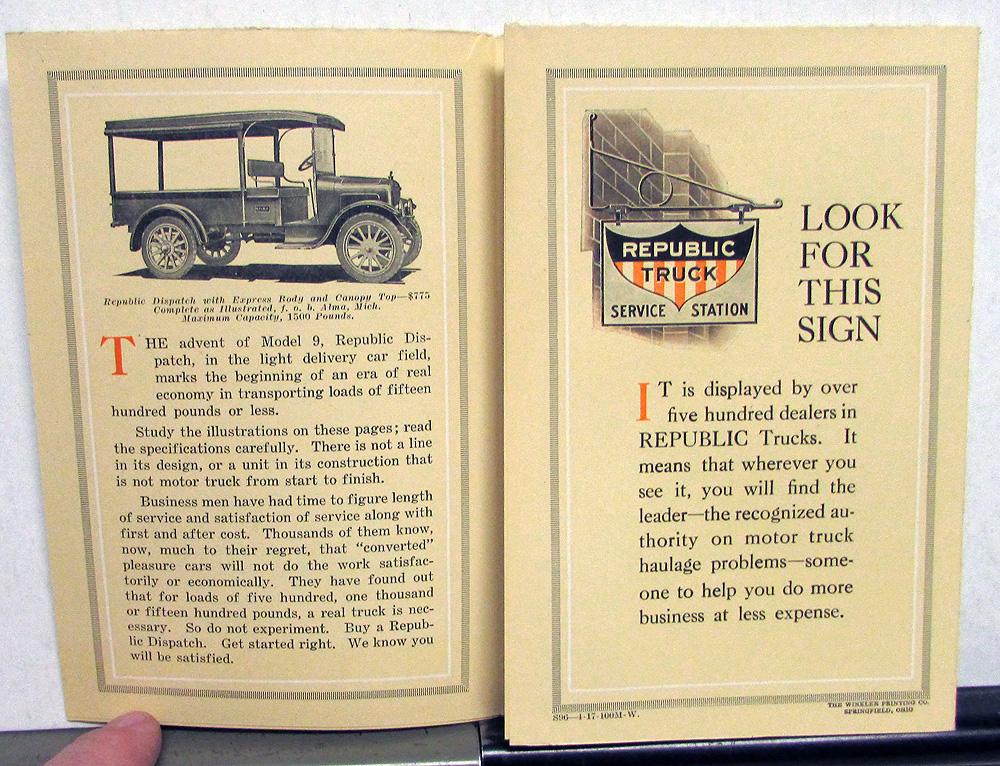 Republic Dispatch with Express Body and Canopy Top—$775
Complete as Illustrated, f. o. b. Alma, Mich.
Maximum Capacity, 1500 Pounds.
THE advent of Model 9, Republic Dis-
patch, in the light delivery car field,
marks the beginning of an era of real
economy in transporting loads of fifteen
hundred pounds or less.
Study the illustrations on these pages; read
the specifications carefully. There is not a line
in its design, or a unit in its construction that
is not motor truck from start to finish.
Business men have had time to figure length
of service and satisfaction of service along with
first and after cost. Thousands of them know,
now, much to their regret, that "converted"
pleasure cars will not do the work satisfac-
torily or economically. They have found out
that for loads of five hundred, one thousand
or fifteen hundred pounds, a real truck is nec-
essary. So do not experiment. Buy a Repub-
lic Dispatch. Get started right. We know you
will be satisfied.
REPUBLIC
TRUCK
SERVICE STATION
LOOK
FOR
THIS
SIGN
IT is displayed by over
five hundred dealers in
REPUBLIC Trucks. It
means that wherever you
see it, you will find the
leader—the recognized au-
thority on motor truck
haulage problems—some-
one to help you do more
business at less expense.
S96—4-17-100M-W.
THE WINKLER PRINTING CO.
SPRINGFIELD, OHIO